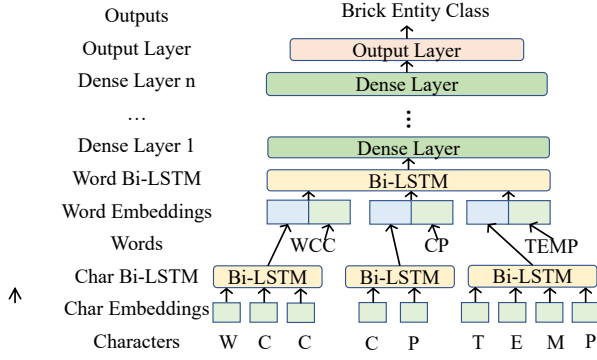 Outputs Brick Entity Class
Output Layer Output Layer
Dense Layer n Dense Layer
… ⋮
Dense Layer 1 Dense Layer
Word Bi-LSTM Bi-LSTM
Word Embeddings
Words WCC CP TEMP
Char Bi-LSTM Bi-LSTM Bi-LSTM Bi-LSTM
Char Embeddings
Characters W C C C P T E M P